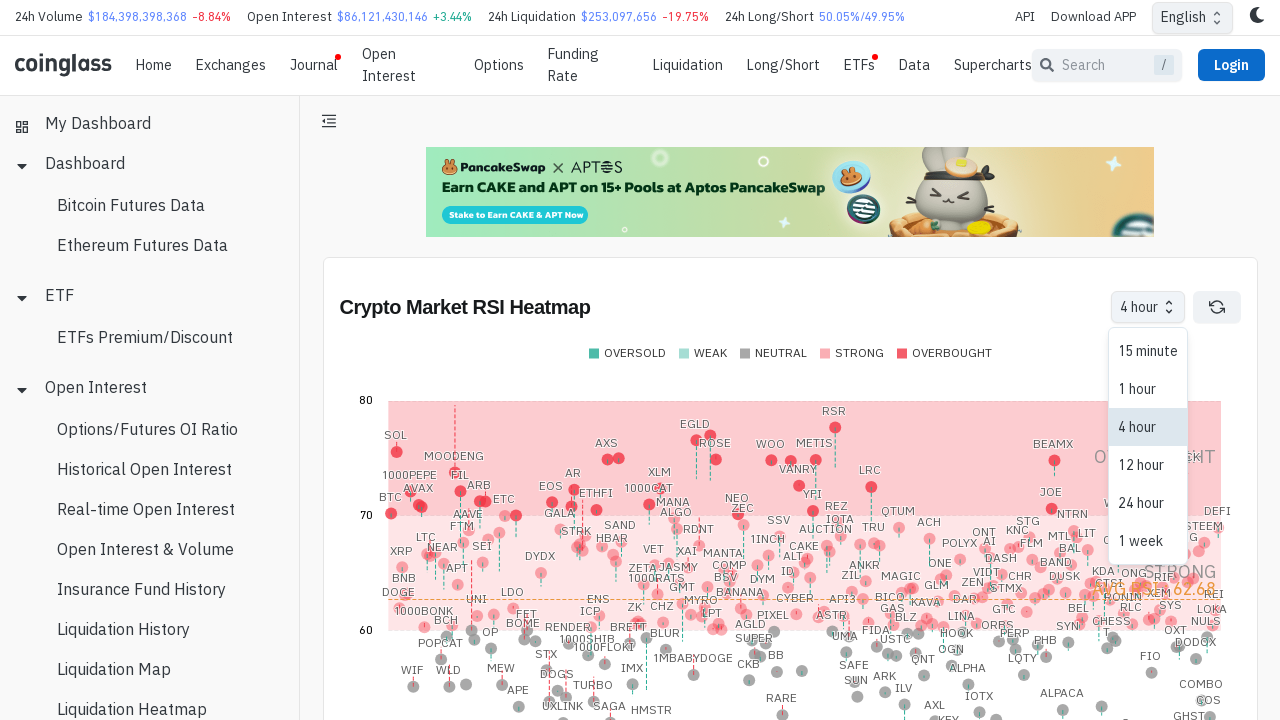 24h Volume $184,398,398,368 -8.84% Open Interest $86,121,430,146 +3.44% 24h Liquidation $253,097,656 -19.75% 24h Long/Short 50.05%/49.95% API Download APP English
coinglass Home Exchanges Journal Open Interest Options Funding Rate Liquidation Long/Short ETFs Data Supercharts Search / Login
My Dashboard
Dashboard
Bitcoin Futures Data
Ethereum Futures Data
ETF
ETFs Premium/Discount
Open Interest
Options/Futures OI Ratio
Historical Open Interest
Real-time Open Interest
Open Interest & Volume
Insurance Fund History
Liquidation History
Liquidation Map
Liquidation Heatmap
PancakeSwap × APTOS
Earn CAKE and APT on 15+ Pools at Aptos PancakeSwap
Stake to Earn CAKE & APT Now
Crypto Market RSI Heatmap
4 hour
15 minute
1 hour
4 hour
12 hour
24 hour
1 week
OVERSOLD WEAK NEUTRAL STRONG OVERBOUGHT
80
RSR
EGLD
SOL AXS ROSE WOO METIS BEAMX
MOODENG
1000PEPE FIL AR XLM VANRY LRC
AVAX ARB EOS ETHFI 1000CAT YFI JOE
BTC ETC MANA NEO
GALA ALGO ZEC REZ QTUM DEFI
70
AAVE SSV IOTA NTRN
FTM STRK SAND RDNT AUCTION TRU ACH STG STEEM
LTC HBAR 1INCH ONT KNC MTL LIT
XRP NEAR SEI VET XAI MANTA CAKE POLYX AI FLM BAL
DYDX ALT DASH
BNB APT ZETA JASMY COMP ID ANKR ONE VIDT BAND
1000RATS BSV DYM ZIL MAGIC ZEN CHR DUSK KDA ONG RIF
DOGE LDO GMT BANANA GLM STMX CTSI
UNI ENS MYRO CYBER API3 BICO KAVA DAR BEL RONIN XEM REI
1000BONK FET ICP ZK CHZ LPT PIXEL ASTR GAS LINA GTC RLC SYS LOKA
BCH BOME RENDER BRETT AGLD BLZ ORBS SYN CHESS NULS
60
STRONG
OP 1000SHIB BLUR SUPER UMA FIDA HOOK PERP OXT
POPCAT 1000FLOKI USTC OGN PHB DODOX
STX 1MBABYDOGE BB QNT LQTY FIO
WIF WLD MEW DOGS IMX CKB SAFE ALPHA
APE TURBO SUN ARK COMBO
UXLINK SAGA HMSTR RARE ILV IOTX ALPACA GOS
AXL GHST
KEY